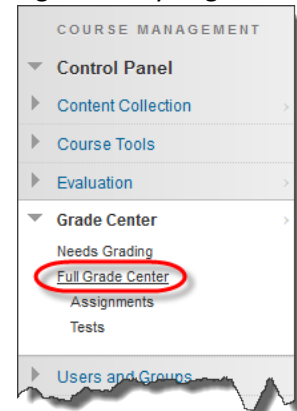 COURSE MANAGEMENT
Control Panel
Content Collection
Course Tools
Evaluation
Grade Center
Needs Grading
Full Grade Center
Assignments
Tests
Users and Groups